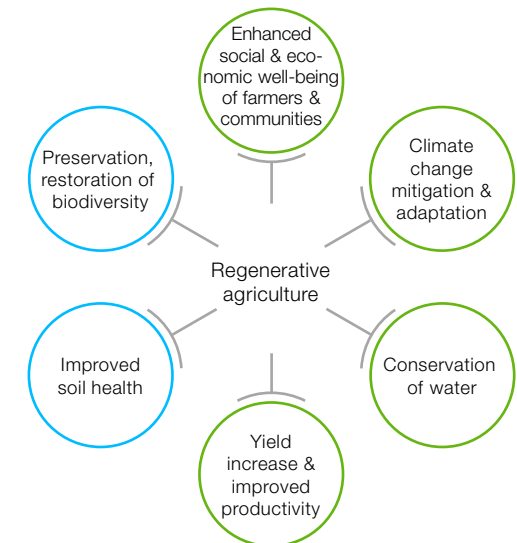 Enhanced
social & eco-
nomic well-being
of farmers &
communities
Preservation,
restoration of
biodiversity
Climate
change
mitigation &
adaptation
Regenerative
agriculture
Improved
soil health
Conservation
of water
Yield
increase &
improved
productivity